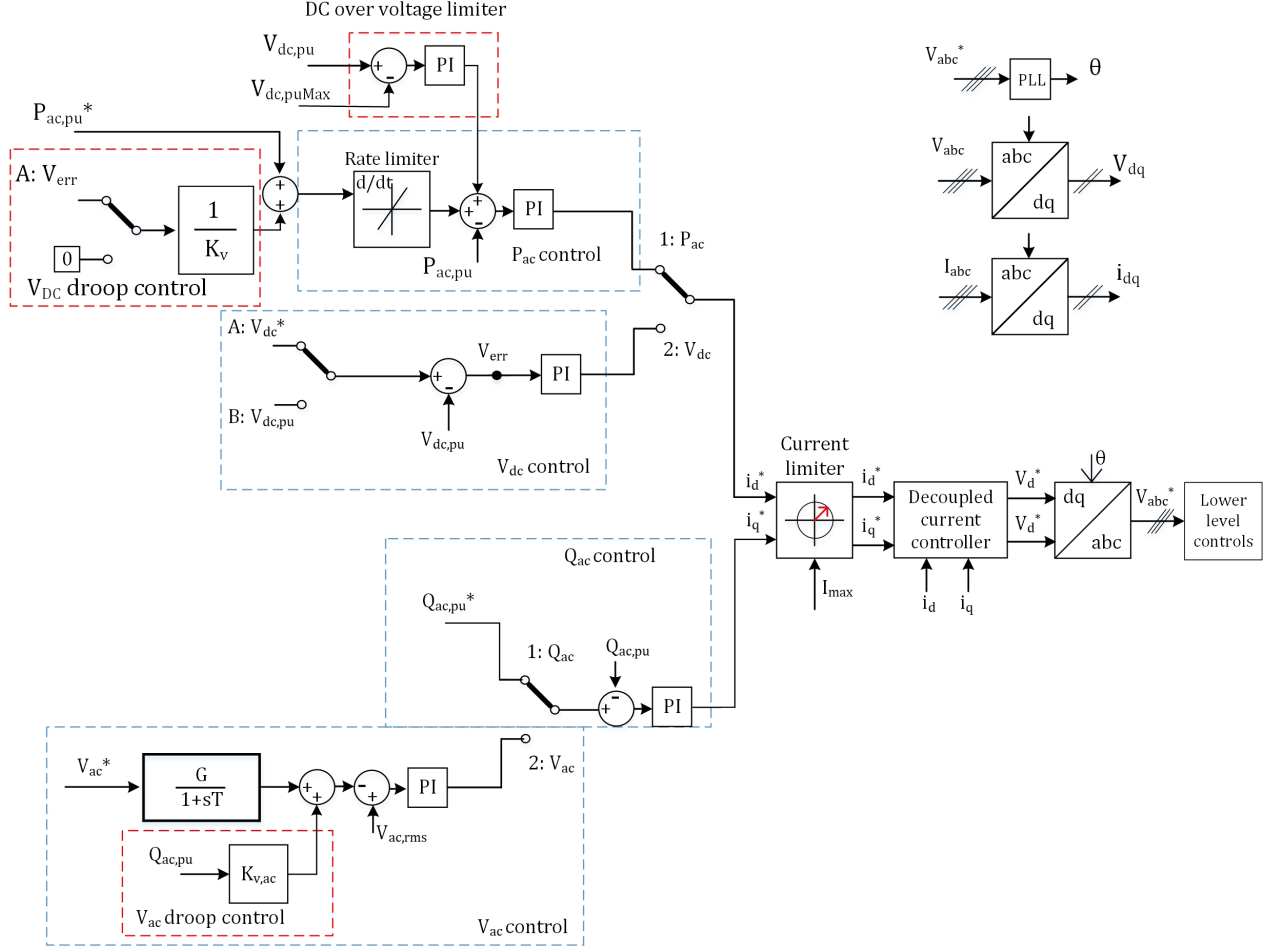 DC over voltage limiter
V_dc,pu
+
-
PI
V_dc,puMax
P_ac,pu*
A: V_err
1
K_v
0
V_DC droop control
+
+
Rate limiter
d/dt
+
+
-
PI
P_ac,pu
P_ac control
1: P_ac
2: V_dc
A: V_dc*
B: V_dc,pu
+
-
V_err
PI
V_dc,pu
V_dc control
V_abc*
PLL
θ
V_abc
abc
dq
V_dq
I_abc
abc
dq
i_dq
Current
limiter
i_d*
i_q*
I_max
i_d*
i_q*
Decoupled
current
controller
i_d
i_q
V_d*
V_d*
θ
dq
abc
V_abc*
Lower
level
controls
Q_ac control
Q_ac,pu*
1: Q_ac
Q_ac,pu
-
+
PI
2: V_ac
V_ac*
G
1+sT
+
+
-
+
PI
V_ac,rms
Q_ac,pu
K_v,ac
V_ac droop control
V_ac control